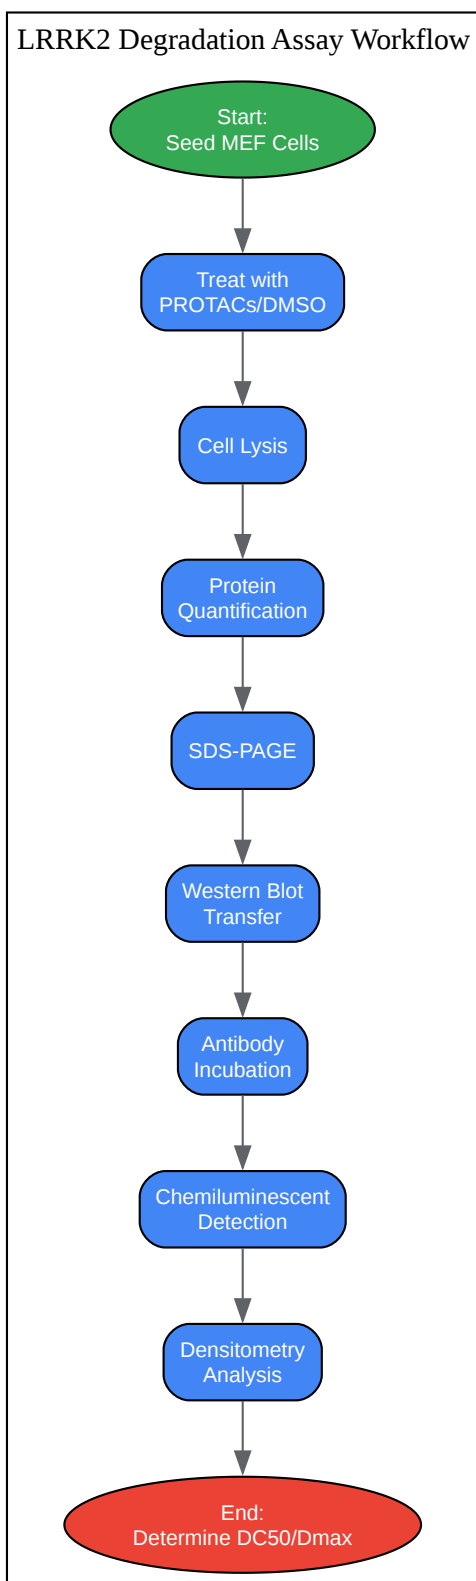 LRRK2 Degradation Assay Workflow
Start:
Seed MEF Cells
Treat with
PROTACs/DMSO
Cell Lysis
Protein
Quantification
SDS-PAGE
Western Blot
Transfer
Antibody
Incubation
Chemiluminescent
Detection
Densitometry
Analysis
End:
Determine DC50/Dmax